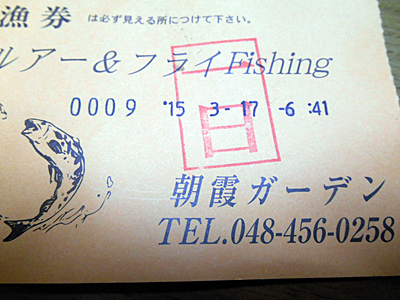 漁券 は必ず見える所につけて下さい。
ルアー＆フライFishing
0009 '15 3-17 -6:41
一日
朝霞ガーデン
TEL.048-456-0258